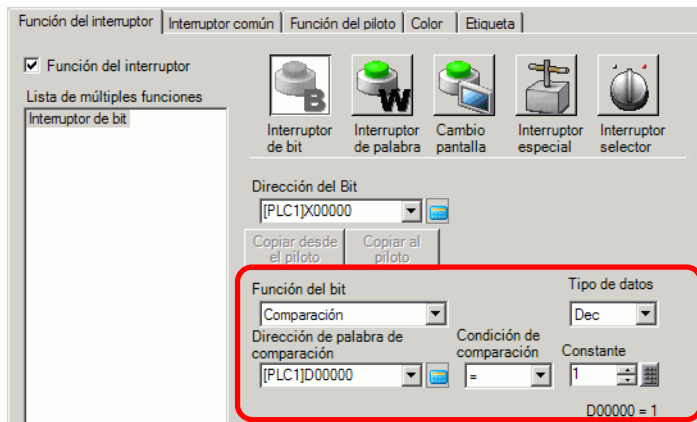 Función del interruptor Interruptor común Función del piloto Color Etiqueta
Función del interruptor
Lista de múltiples funciones
Interruptor de bit
B W
Interruptor de bit
Interruptor de palabra
Cambio pantalla
Interruptor especial
Interruptor selector
Dirección del Bit
[PLC1]X00000
Copiar desde el piloto
Copiar al piloto
Función del bit
Tipo de datos
Comparación
Dec
Dirección de palabra de comparación
Condición de comparación
Constante
[PLC1]D00000
=
1
D00000 = 1